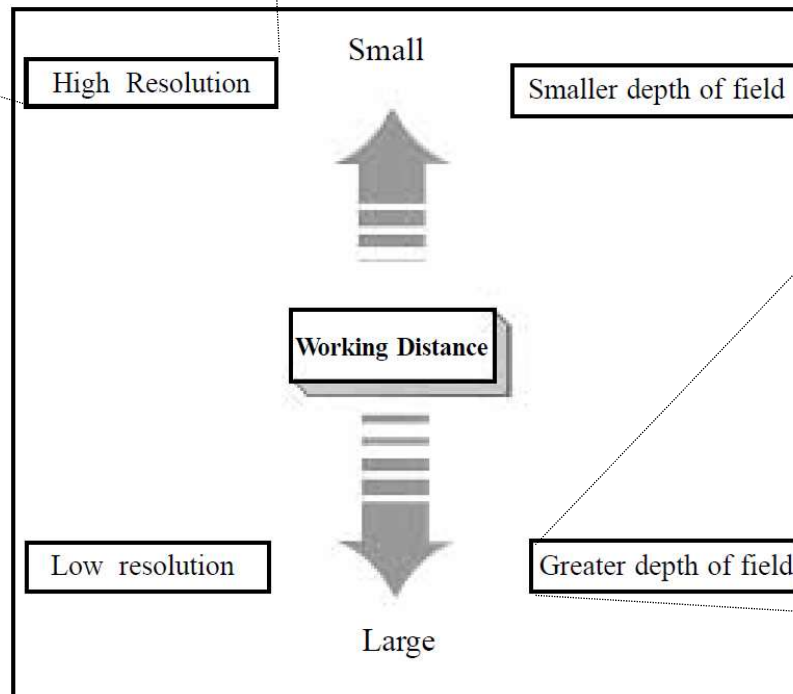 Small
High Resolution
Smaller depth of field
Working Distance
Low resolution
Greater depth of field
Large